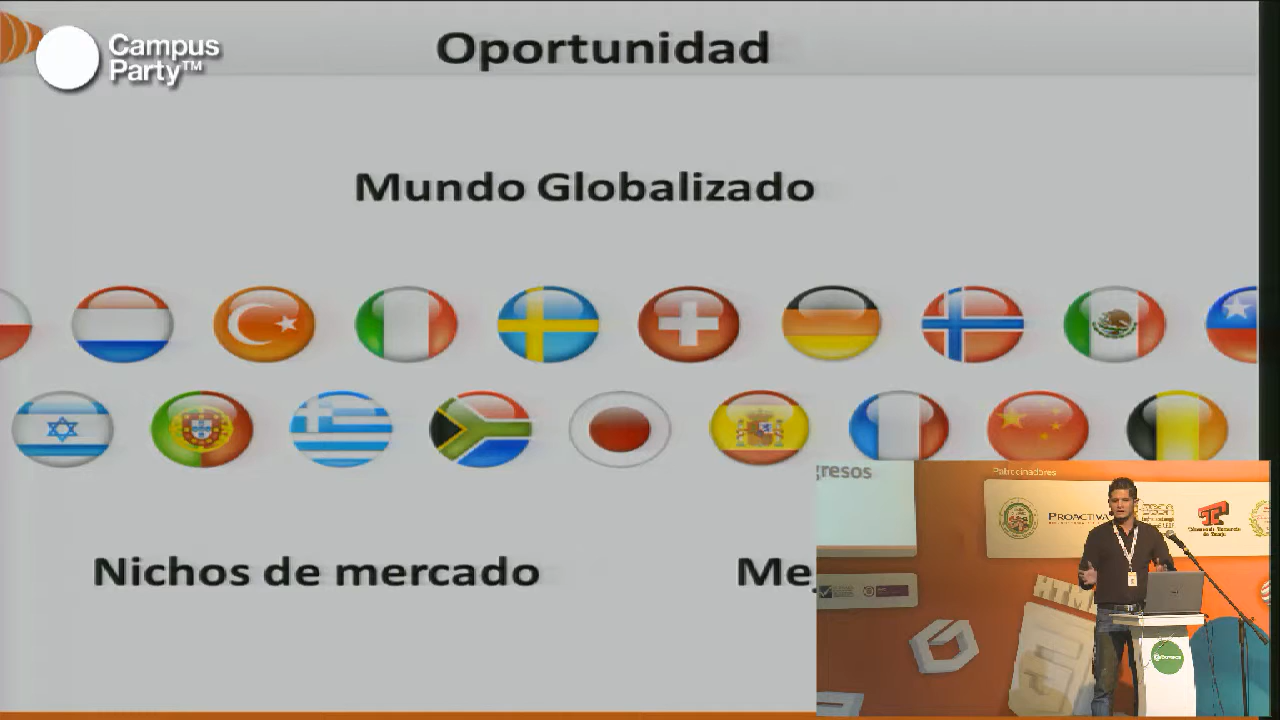 Campus
Party™
Oportunidad
Mundo Globalizado
Nichos de mercado
Me
gresos
Patrocinadores
PROACTIVA